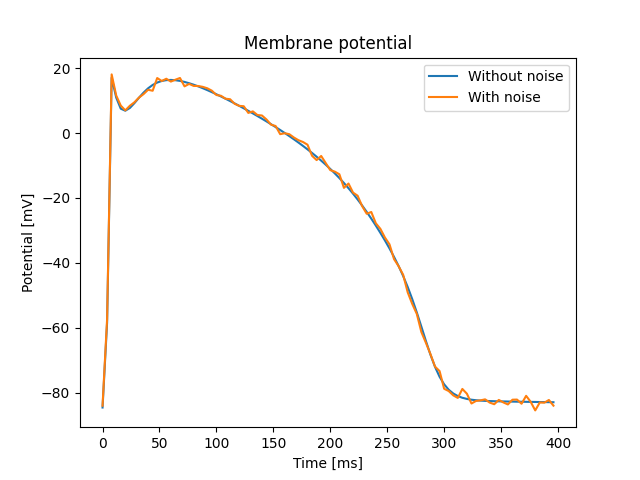 Membrane potential
Without noise
With noise
20
0
−20
−40
−60
−80
Potential [mV]
0 50 100 150 200 250 300 350 400
Time [ms]